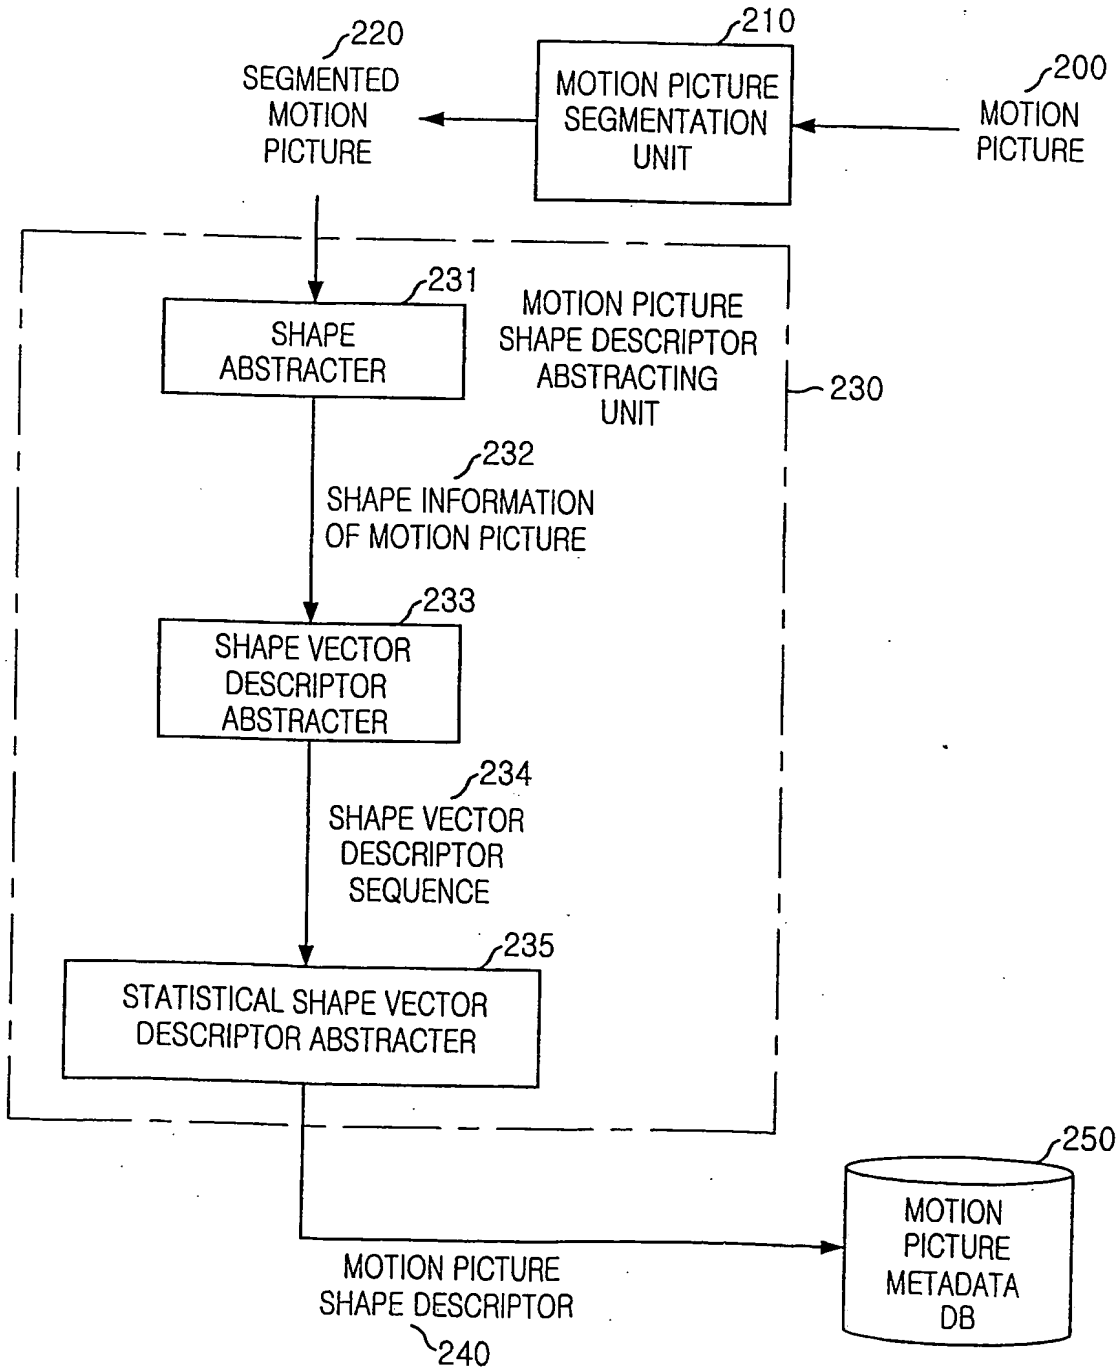 220
SEGMENTED
MOTION
PICTURE
210
MOTION PICTURE
SEGMENTATION
UNIT
200
MOTION
PICTURE
231
SHAPE
ABSTRACTER
MOTION PICTURE
SHAPE DESCRIPTOR
ABSTRACTING
UNIT
230
232
SHAPE INFORMATION
OF MOTION PICTURE
233
SHAPE VECTOR
DESCRIPTOR
ABSTRACTER
234
SHAPE VECTOR
DESCRIPTOR
SEQUENCE
235
STATISTICAL SHAPE VECTOR
DESCRIPTOR ABSTRACTER
250
MOTION
PICTURE
METADATA
DB
MOTION PICTURE
SHAPE DESCRIPTOR
240